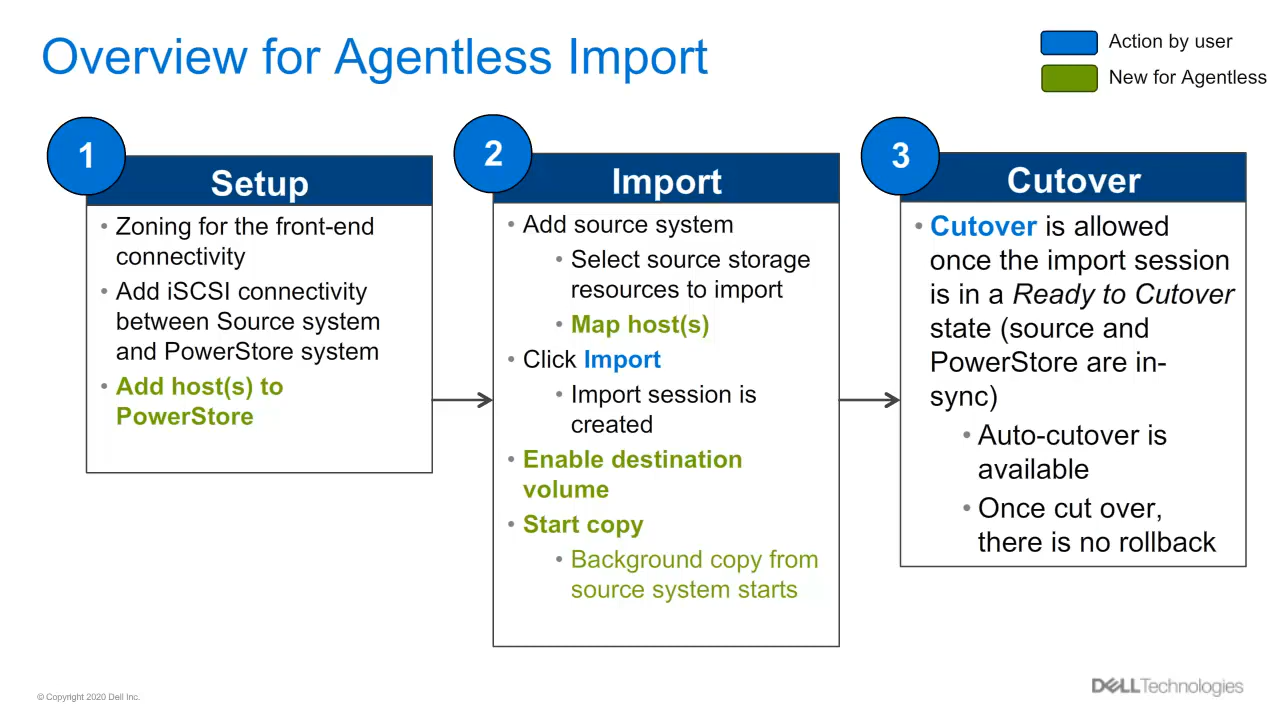 Overview for Agentless Import
Action by user
New for Agentless
1
Setup
• Zoning for the front-end
connectivity
• Add iSCSI connectivity
between Source system
and PowerStore system
• Add host(s) to
PowerStore
2
Import
• Add source system
• Select source storage
resources to import
• Map host(s)
• Click Import
• Import session is
created
• Enable destination
volume
• Start copy
• Background copy from
source system starts
3
Cutover
• Cutover is allowed
once the import session
is in a Ready to Cutover
state (source and
PowerStore are in-
sync)
• Auto-cutover is
available
• Once cut over,
there is no rollback
© Copyright 2020 Dell Inc.
DELLTechnologies